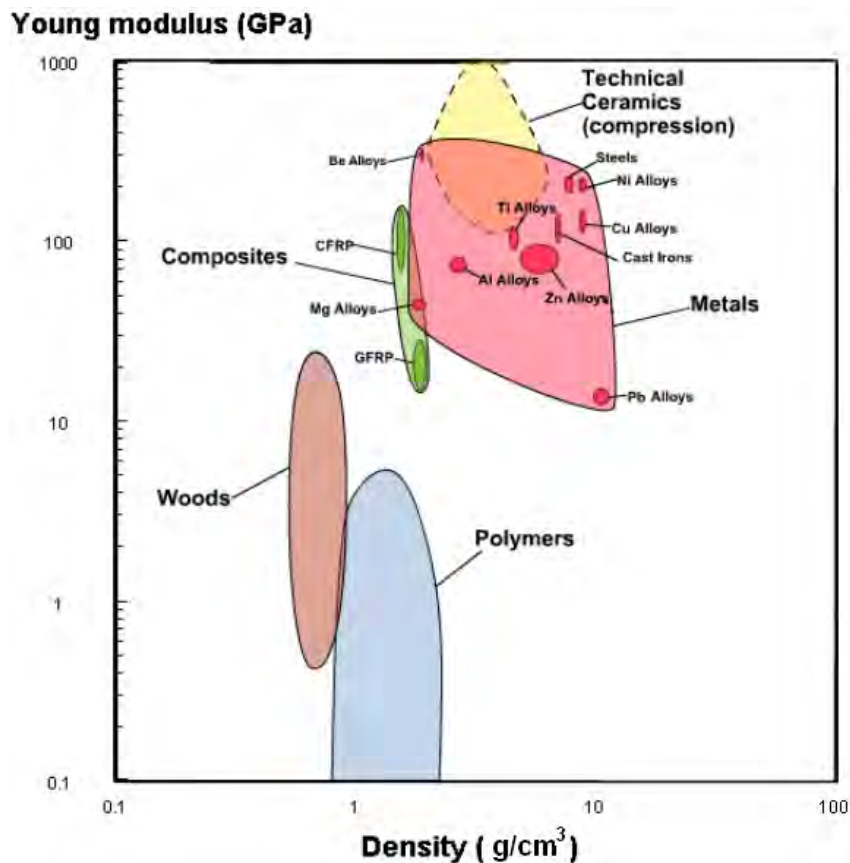 Young modulus (GPa)
1000
Technical
Ceramics
(compression)
Steels
Be Alloys
Ni Alloys
Ti Alloys
100
CFRP
Cu Alloys
Composites
Cast Irons
Al Alloys
Zn Alloys
Mg Alloys
Metals
GFRP
Pb Alloys
10
Woods
Polymers
1
0.1
0.1
1
10
100
Density ( g/cm³)